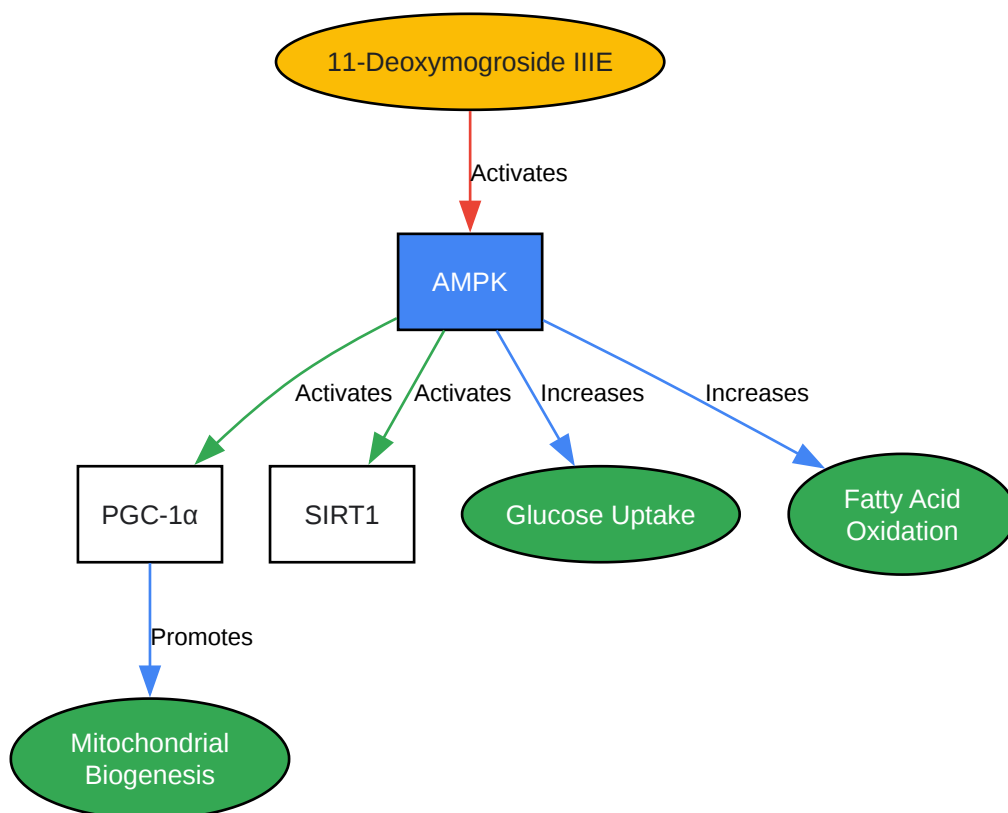 11-Deoxymogroside IIIE
Activates
AMPK
Activates
Activates
Increases
Increases
PGC-1α
SIRT1
Glucose Uptake
Fatty Acid
Oxidation
Promotes
Mitochondrial
Biogenesis